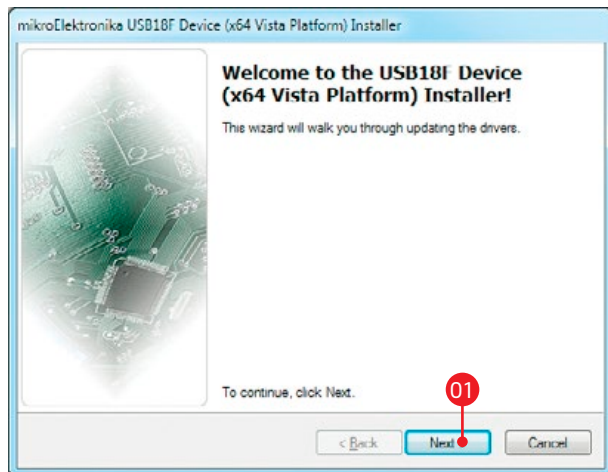 mikroElektronika USB18F Device (x64 Vista Platform) Installer
Welcome to the USB18F Device
(x64 Vista Platform) Installer!
This wizard will walk you through updating the drivers.
To continue, click Next.
01
< Back Next Cancel